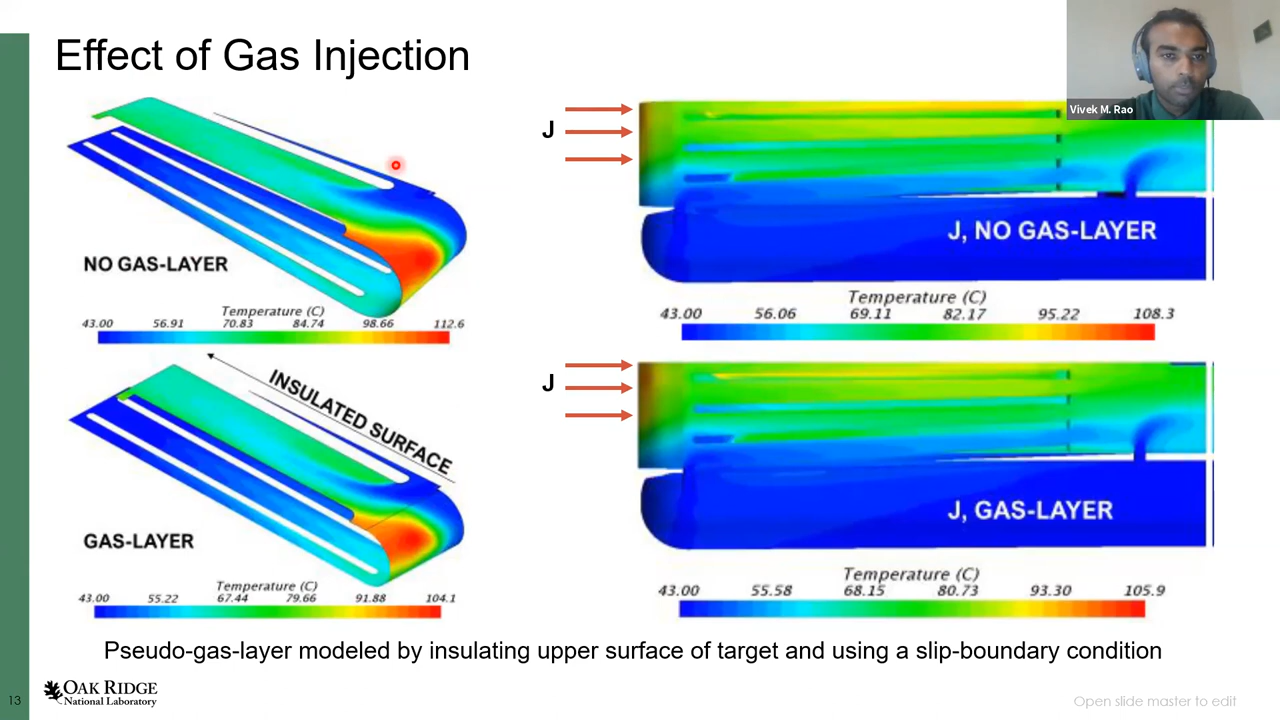 Effect of Gas Injection
Vivek M. Rao
NO GAS-LAYER
Temperature (C)
43.00 56.91 70.83 84.74 98.66 112.6
J
J, NO GAS-LAYER
Temperature (C)
43.00 56.06 69.11 82.17 95.22 108.3
INSULATED SURFACE
GAS-LAYER
Temperature (C)
43.00 55.22 67.44 79.66 91.88 104.1
J
J, GAS-LAYER
Temperature (C)
43.00 55.58 68.15 80.73 93.30 105.9
Pseudo-gas-layer modeled by insulating upper surface of target and using a slip-boundary condition
13
OAK RIDGE
National Laboratory
Open slide master to edit